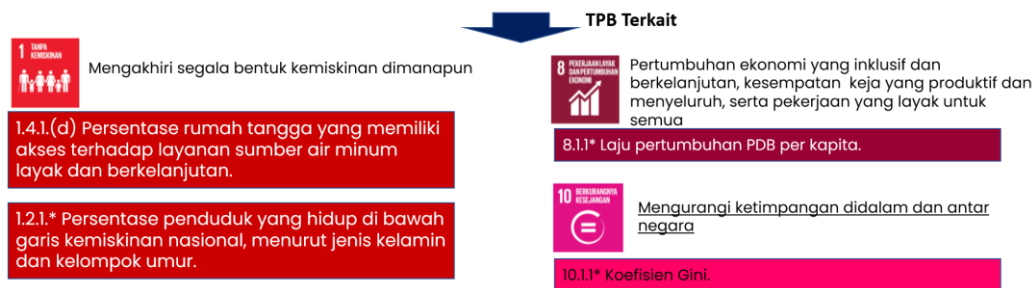 TPB Terkait
1 TANPA
KEMISKINAN
Mengakhiri segala bentuk kemiskinan dimanapun
1.4.1.(d) Persentase rumah tangga yang memiliki
akses terhadap layanan sumber air minum
layak dan berkelanjutan.
1.2.1.* Persentase penduduk yang hidup di bawah
garis kemiskinan nasional, menurut jenis kelamin
dan kelompok umur.
8 PEKERJAAN LAYAK
DAN PERTUMBUHAN
EKONOMI
Pertumbuhan ekonomi yang inklusif dan
berkelanjutan, kesempatan keja yang produktif dan
menyeluruh, serta pekerjaan yang layak untuk
semua
8.1.1* Laju pertumbuhan PDB per kapita.
10 BERKURANGNYA
KESENJANGAN
Mengurangi ketimpangan didalam dan antar
negara
10.1.1* Koefisien Gini.